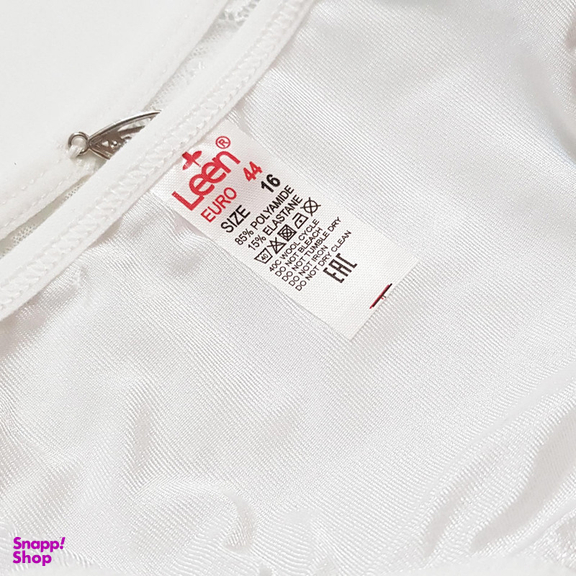 Leen®
EURO 44
SIZE 16
85% POLYAMIDE
15% ELASTANE
40
40C WOOL CYCLE
DO NOT BLEACH
DO NOT TUMBLE DRY
DO NOT IRON
DO NOT DRY CLEAN
EAC
Snapp!
Shop